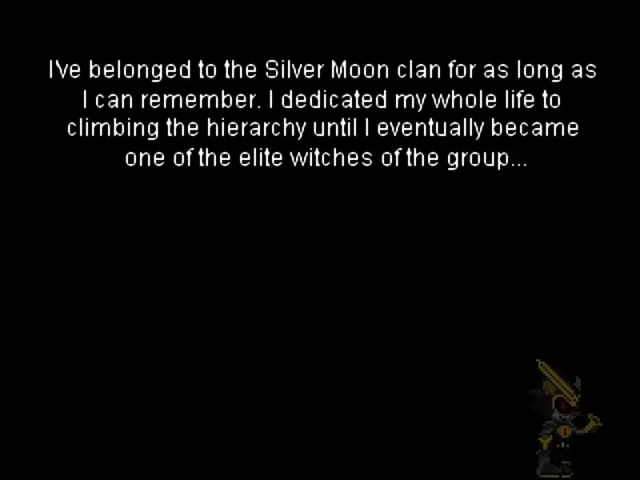 I've belonged to the Silver Moon clan for as long as
I can remember. I dedicated my whole life to
climbing the hierarchy until I eventually became
one of the elite witches of the group...